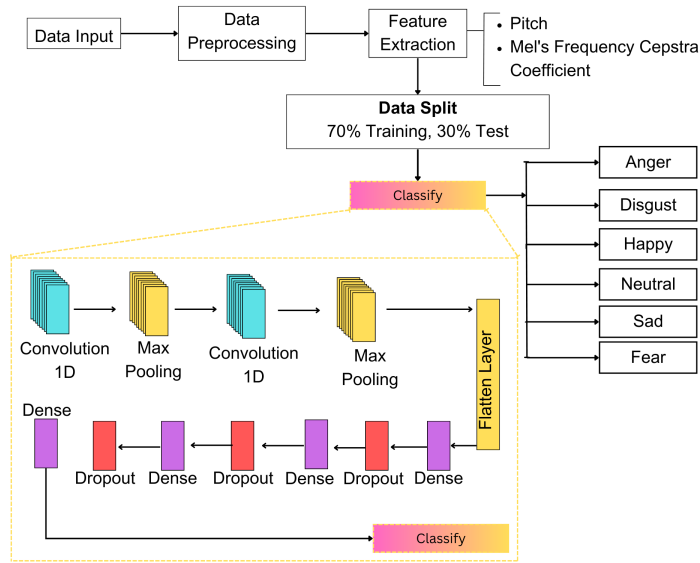 Data Input
Data
Preprocessing
Feature
Extraction
• Pitch
• Mel's Frequency Cepstra
Coefficient
Data Split
70% Training, 30% Test
Classify
Anger
Disgust
Happy
Neutral
Sad
Fear
Convolution
1D
Max
Pooling
Convolution
1D
Max
Pooling
Flatten Layer
Dense
Dropout
Dense
Dropout
Dense
Dropout
Dense
Classify